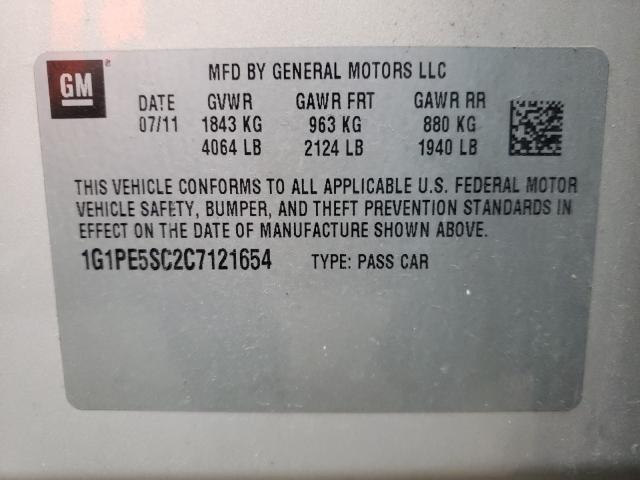 GM
MFD BY GENERAL MOTORS LLC
DATE GVWR GAWR FRT GAWR RR
07/11 1843 KG 963 KG 880 KG
4064 LB 2124 LB 1940 LB
THIS VEHICLE CONFORMS TO ALL APPLICABLE U.S. FEDERAL MOTOR
VEHICLE SAFETY, BUMPER, AND THEFT PREVENTION STANDARDS IN
EFFECT ON THE DATE OF MANUFACTURE SHOWN ABOVE.
1G1PE5SC2C7121654 TYPE: PASS CAR